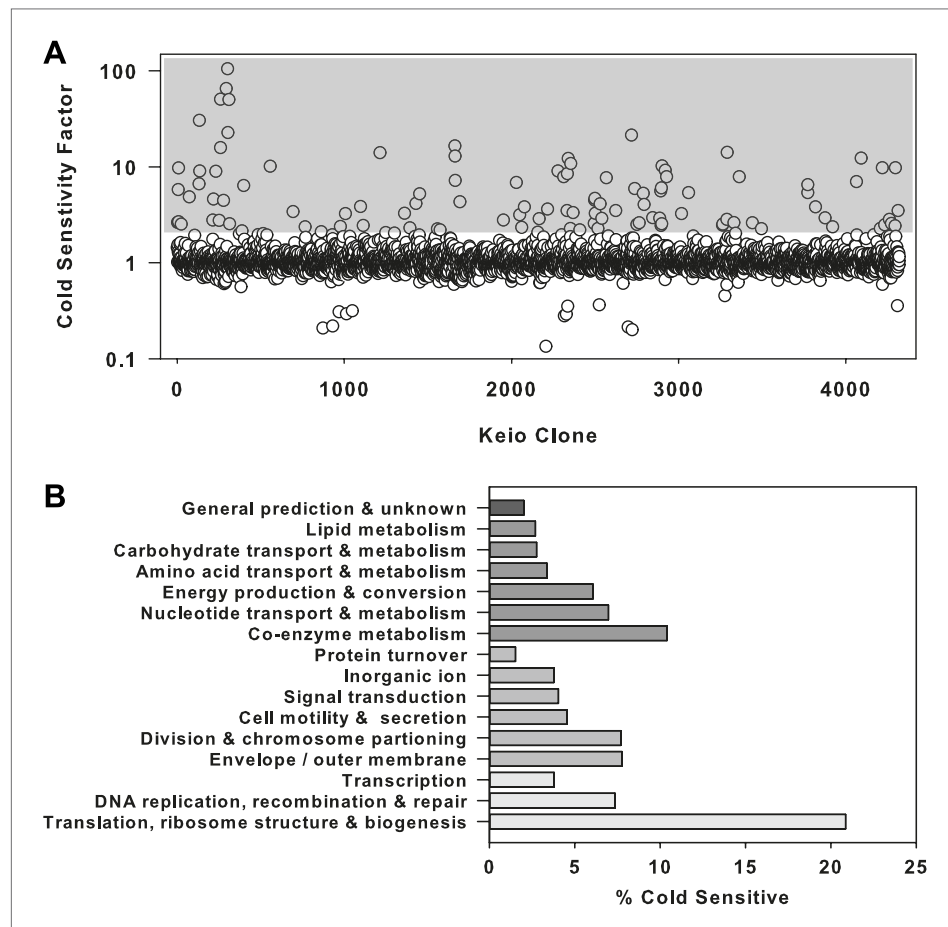 A
Cold Senstivity Factor
100
10
1
0.1
0 1000 2000 3000 4000
Keio Clone
B
General prediction & unknown
Lipid metabolism
Carbohydrate transport & metabolism
Amino acid transport & metabolism
Energy production & conversion
Nucleotide transport & metabolism
Co-enzyme metabolism
Protein turnover
Inorganic ion
Signal transduction
Cell motility & secretion
Division & chromosome partioning
Envelope / outer membrane
Transcription
DNA replication, recombination & repair
Translation, ribosome structure & biogenesis
0 5 10 15 20 25
% Cold Sensitive